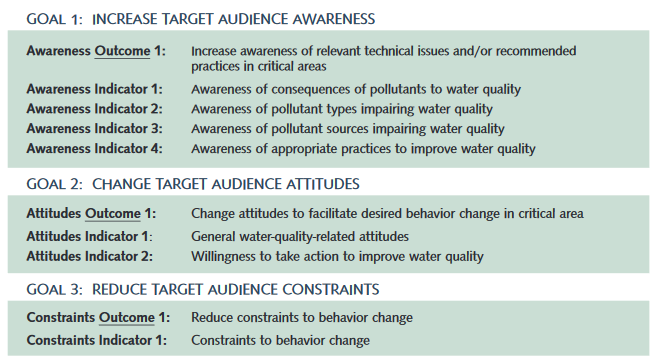 GOAL 1: INCREASE TARGET AUDIENCE AWARENESS
Awareness Outcome 1: Increase awareness of relevant technical issues and/or recommended
practices in critical areas
Awareness Indicator 1: Awareness of consequences of pollutants to water quality
Awareness Indicator 2: Awareness of pollutant types impairing water quality
Awareness Indicator 3: Awareness of pollutant sources impairing water quality
Awareness Indicator 4: Awareness of appropriate practices to improve water quality
GOAL 2: CHANGE TARGET AUDIENCE ATTITUDES
Attitudes Outcome 1: Change attitudes to facilitate desired behavior change in critical area
Attitudes Indicator 1: General water-quality-related attitudes
Attitudes Indicator 2: Willingness to take action to improve water quality
GOAL 3: REDUCE TARGET AUDIENCE CONSTRAINTS
Constraints Outcome 1: Reduce constraints to behavior change
Constraints Indicator 1: Constraints to behavior change